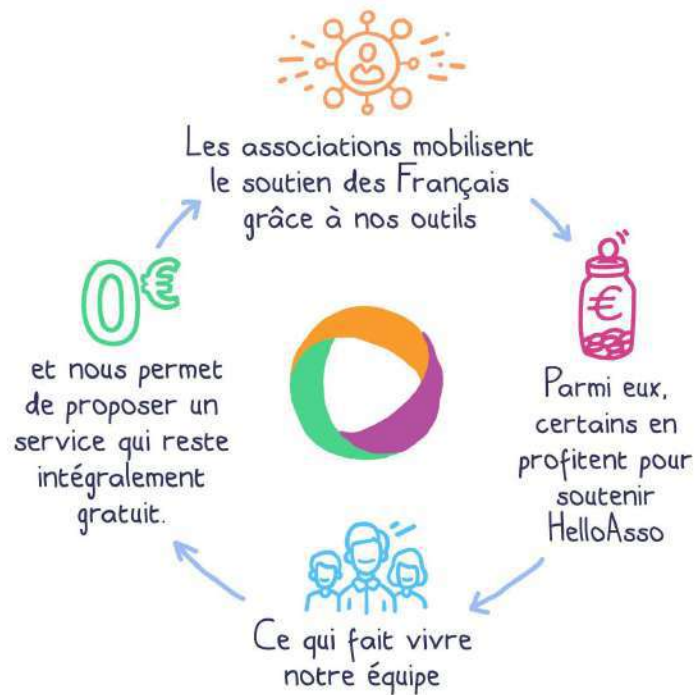 Les associations mobilisent
le soutien des Français
grâce à nos outils
€
Parmi eux,
certains en
profitent pour
soutenir
HelloAsso
Ce qui fait vivre
notre équipe
0€
et nous permet
de proposer un
service qui reste
intégralement
gratuit.